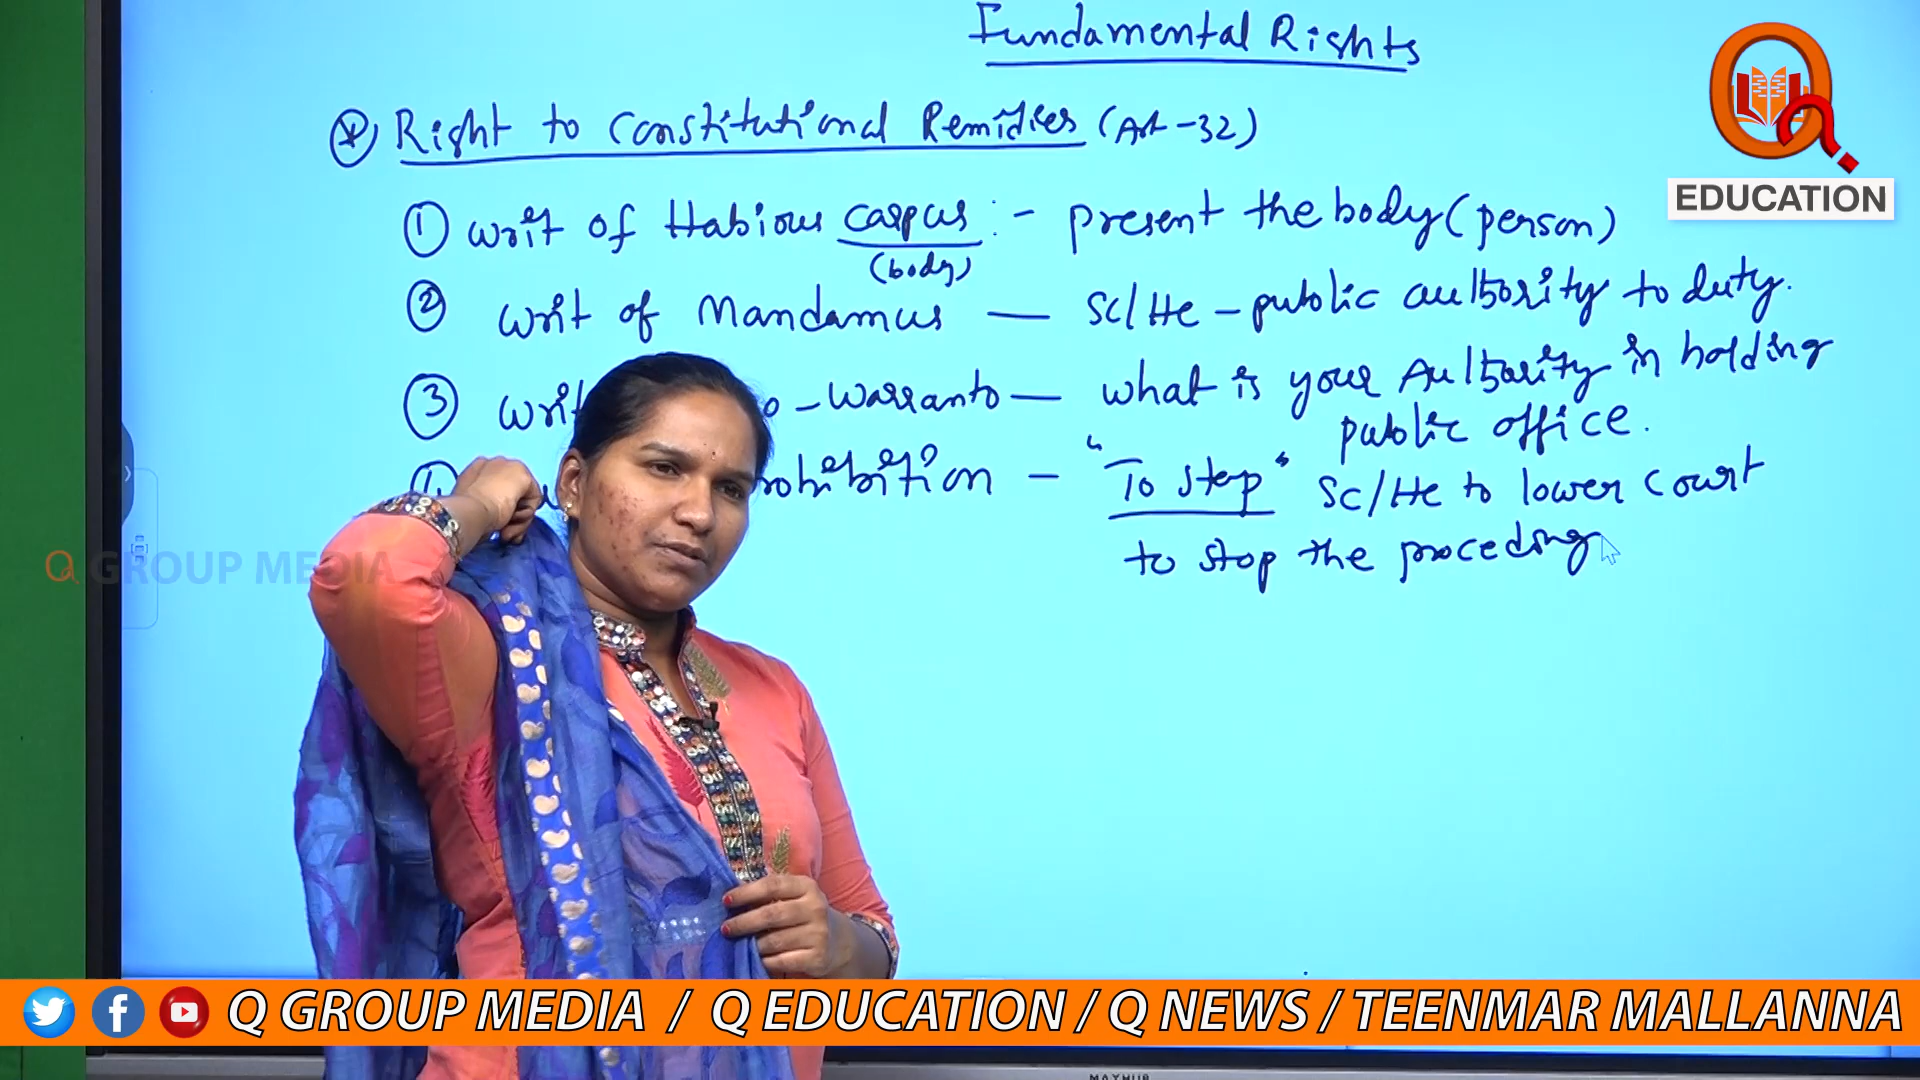 Fundamental Rights
Right to Constitutional Remidies (Art-32)
EDUCATION
① writ of Habious caspus :- present the body (person)
(body)
② writ of Mandamus — SC/Hc - public authority to duty.
③ writ o - warranto — what is your Authority in holding
public office.
rohibition - "To stop" SC/Hc to lower court
to stop the proceding
Q GROUP MEDIA
Q GROUP MEDIA / Q EDUCATION / Q NEWS / TEENMAR MALLANNA